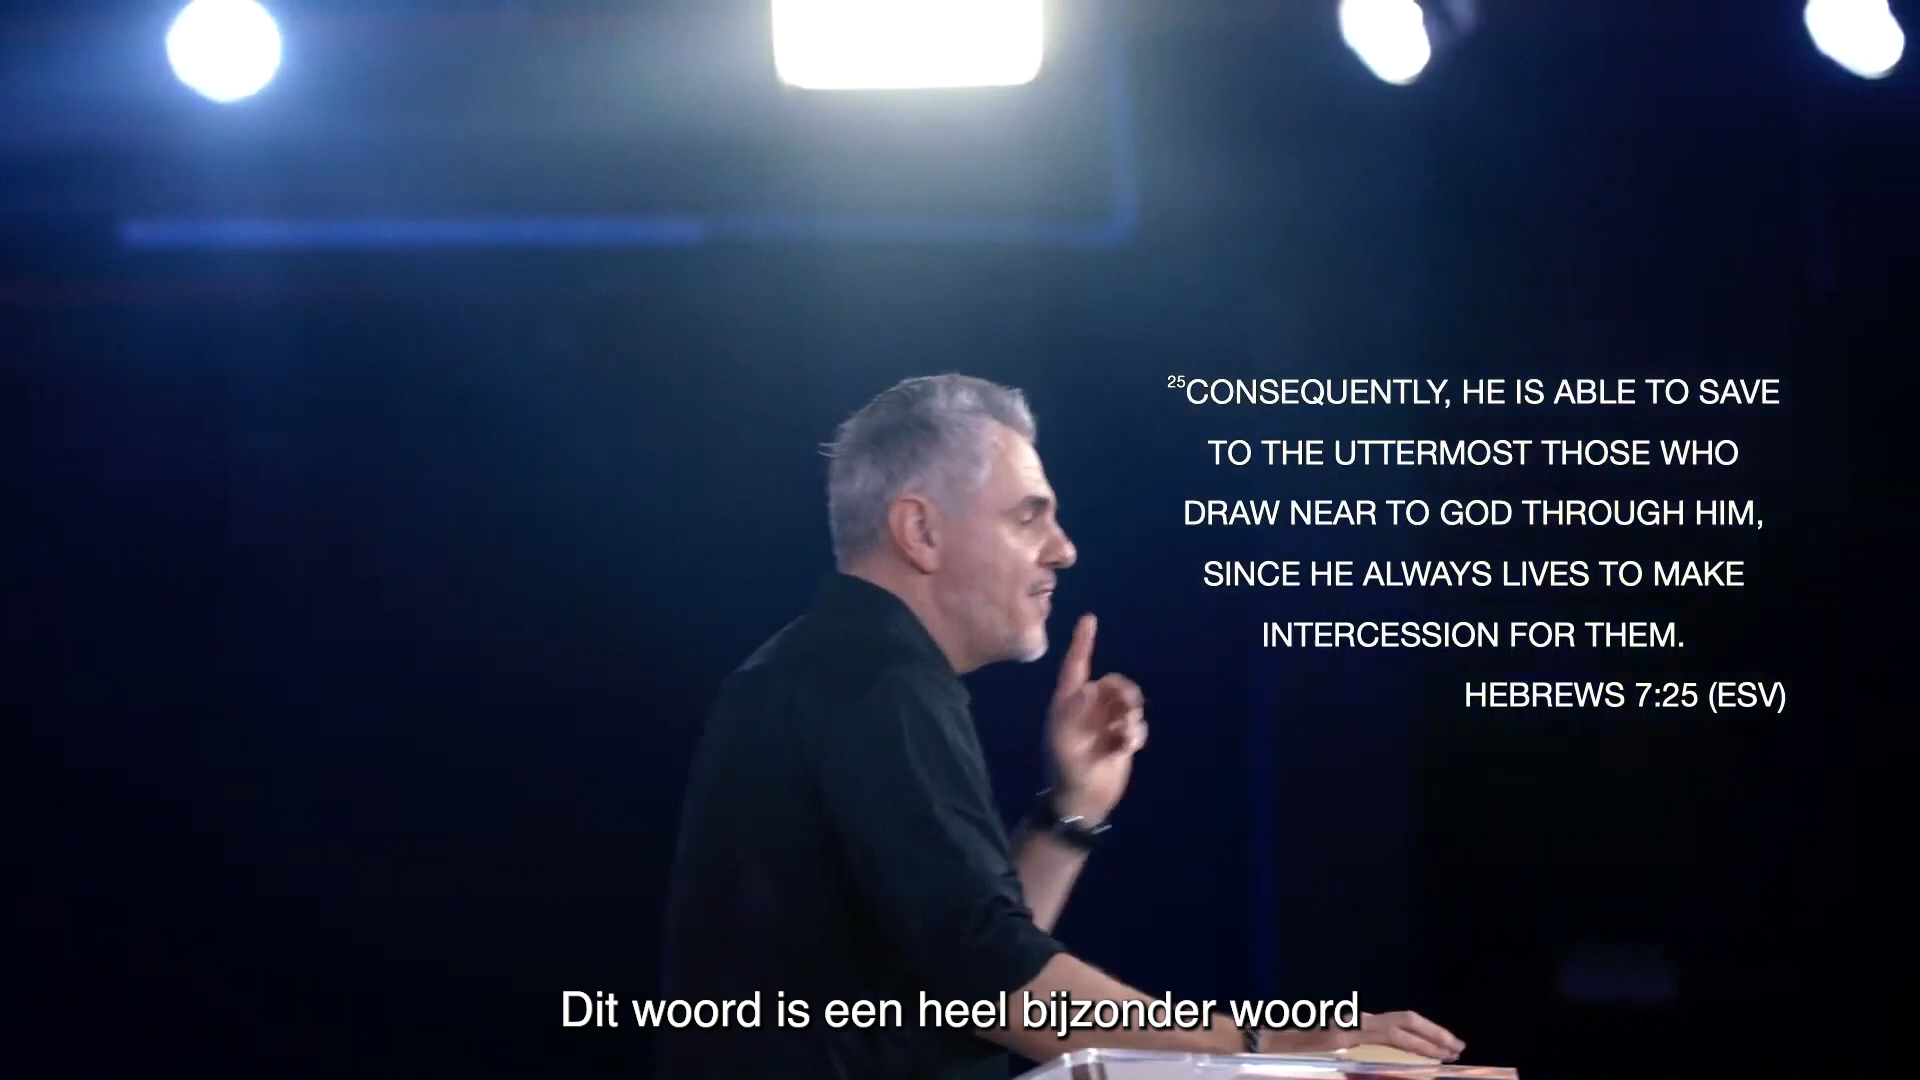 25CONSEQUENTLY, HE IS ABLE TO SAVE
TO THE UTTERMOST THOSE WHO
DRAW NEAR TO GOD THROUGH HIM,
SINCE HE ALWAYS LIVES TO MAKE
INTERCESSION FOR THEM.
HEBREWS 7:25 (ESV)
Dit woord is een heel bijzonder woord